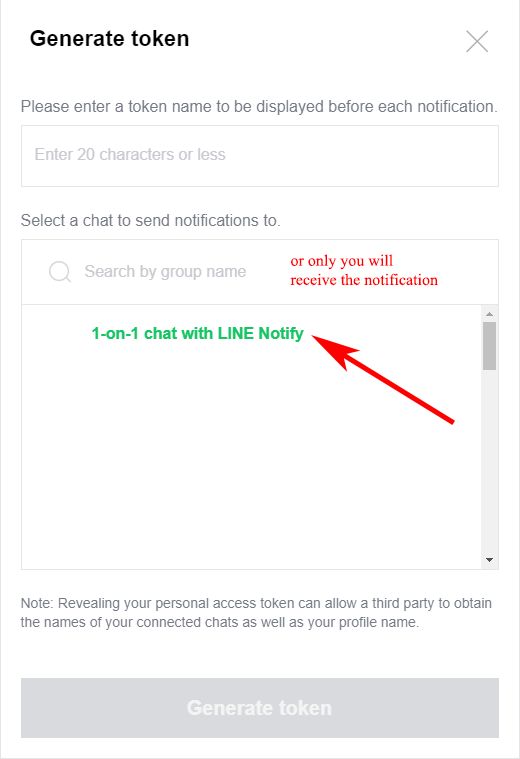 Generate token
Please enter a token name to be displayed before each notification.
Enter 20 characters or less
Select a chat to send notifications to.
Search by group name
or only you will
receive the notification
1-on-1 chat with LINE Notify
Note: Revealing your personal access token can allow a third party to obtain
the names of your connected chats as well as your profile name.
Generate token